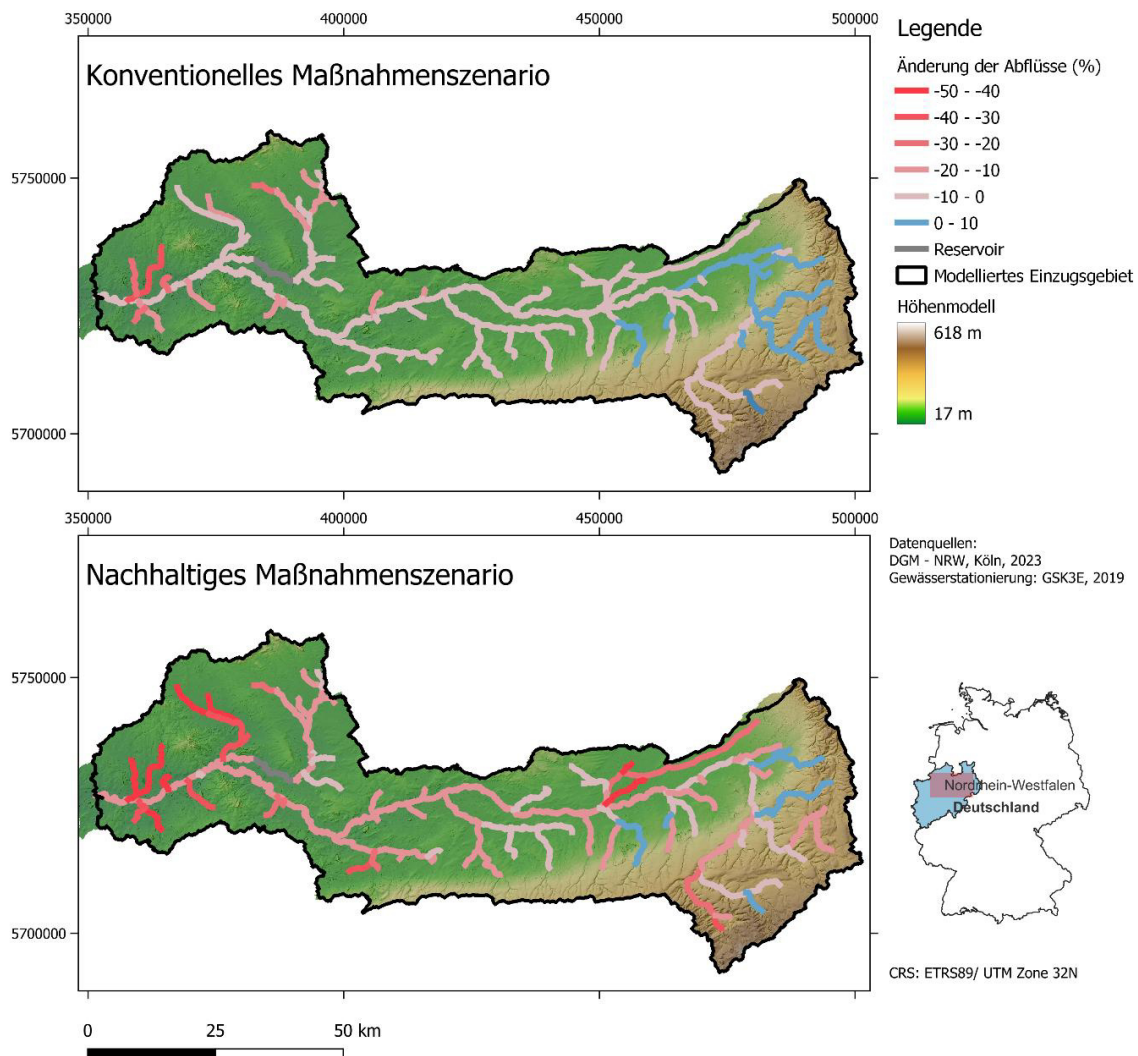 350000
400000
450000
500000
Konventionelles Maßnahmenszenario
5750000
5700000
Legende
Änderung der Abflüsse (%)
-50 - -40
-40 - -30
-30 - -20
-20 - -10
-10 - 0
0 - 10
Reservoir
Modelliertes Einzugsgebiet
Höhenmodell
618 m
17 m
350000
400000
450000
500000
Nachhaltiges Maßnahmenszenario
5750000
5700000
Datenquellen:
DGM - NRW, Köln, 2023
Gewässerstationierung: GSK3E, 2019
Nordrhein-Westfalen
Deutschland
CRS: ETRS89/ UTM Zone 32N
0
25
50 km